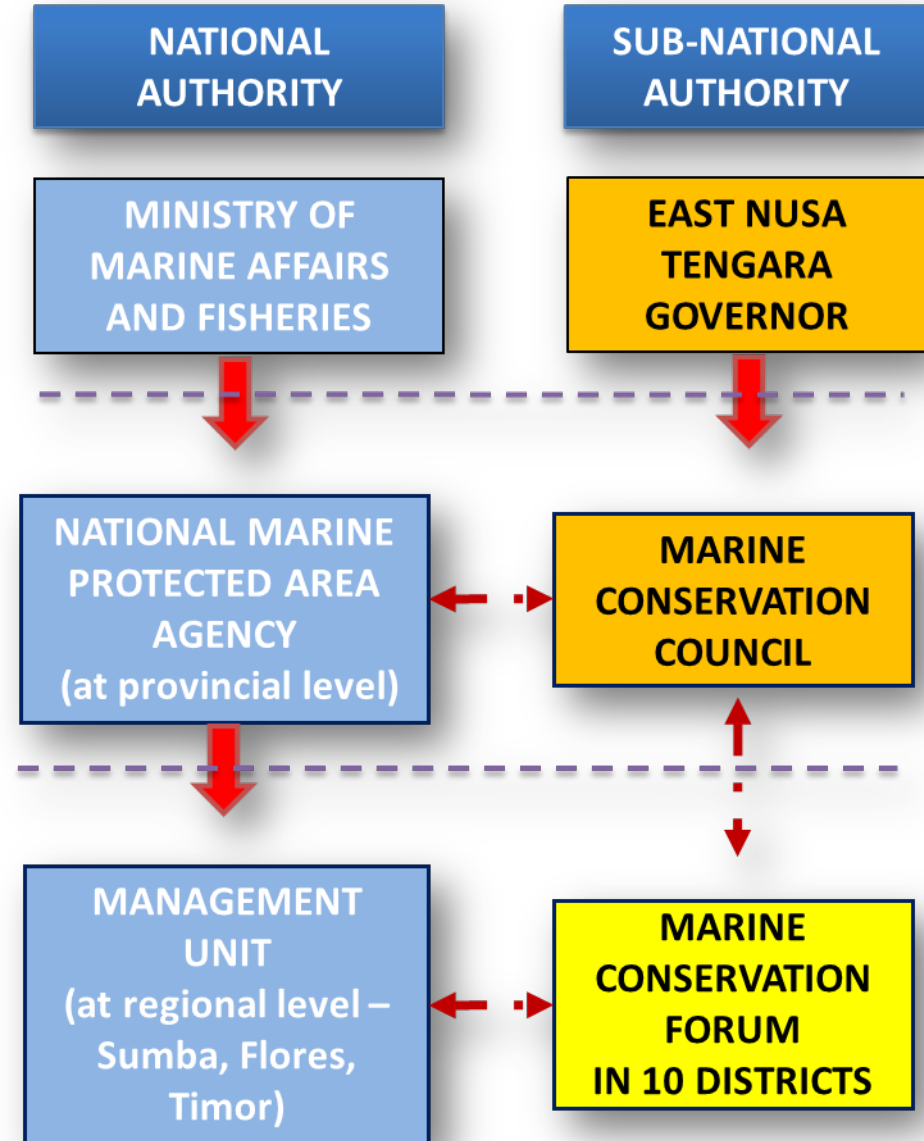 NATIONAL
AUTHORITY
SUB-NATIONAL
AUTHORITY
MINISTRY OF
MARINE AFFAIRS
AND FISHERIES
EAST NUSA
TENGARA
GOVERNOR
NATIONAL MARINE
PROTECTED AREA
AGENCY
(at provincial level)
MARINE
CONSERVATION
COUNCIL
MANAGEMENT
UNIT
(at regional level –
Sumba, Flores,
Timor)
MARINE
CONSERVATION
FORUM
IN 10 DISTRICTS